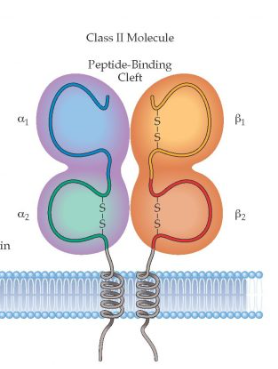 Class II Molecule
Peptide-Binding
Cleft
α1
β1
S
S
α2
β2
S
S
S
S
in